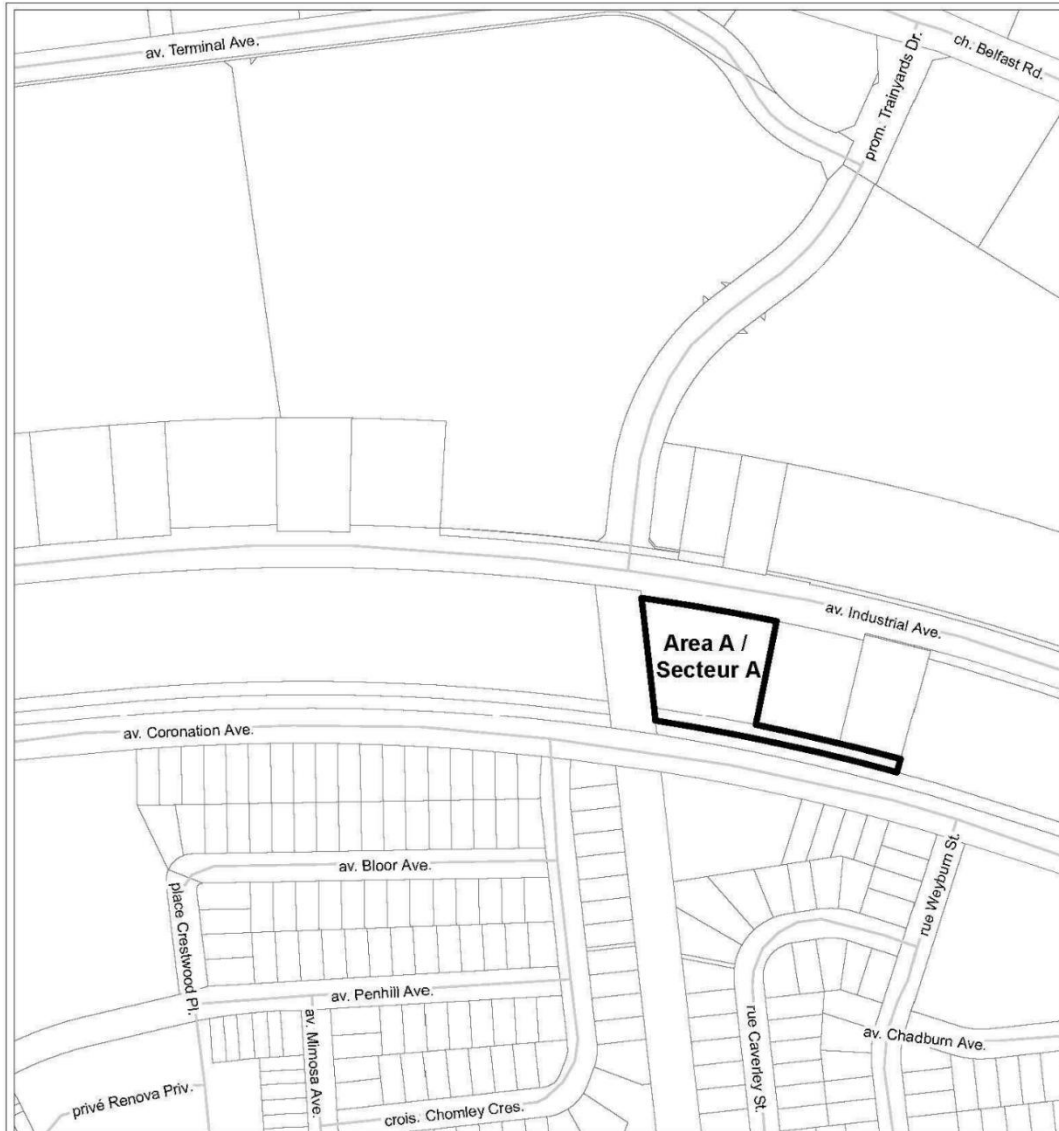 av. Terminal Ave.
ch. Belfast Rd.
prom. Trainyards Dr.
av. Industrial Ave.
Area A /
Secteur A
av. Coronation Ave.
av. Bloor Ave.
place Crestwood Pl.
rue Weyburn St.
av. Penhill Ave.
av. Mimosa Ave.
rue Caverley St.
av. Chadburn Ave.
privé Renova Priv.
crois. Chomley Cres.